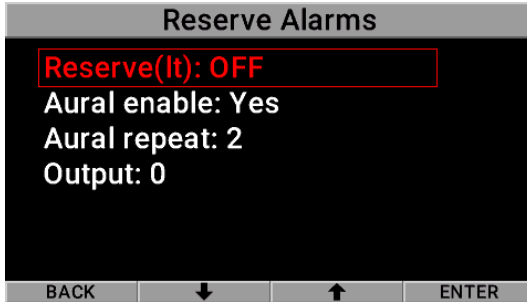 Reserve Alarms
Reserve(lt): OFF
Aural enable: Yes
Aural repeat: 2
Output: 0
BACK ENTER